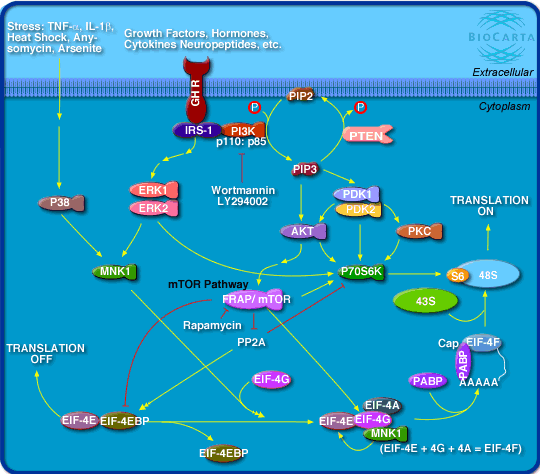 Stress: TNF-α, IL-1β,
Heat Shock, Any-
somycin, Arsenite
Growth Factors, Hormones,
Cytokines Neuropeptides, etc.
BIOCARTA
Extracellular
Cytoplasm
GH R
P
PIP2
P
IRS-1
PI3K
p110: p85
PTEN
PIP3
Wortmannin
LY294002
ERK1
ERK2
P38
PDK1
PDK2
AKT
PKC
TRANSLATION
ON
MNK1
P70S6K
S6
48S
mTOR Pathway
FRAP/ mTOR
43S
Rapamycin
PP2A
Cap
EIF-4F
PABP
TRANSLATION
OFF
EIF-4G
PABP
AAAAA
EIF-4E
EIF-4EBP
EIF-4A
EIF-4E
EIF-4G
MNK1
EIF-4EBP
(EIF-4E + 4G + 4A = EIF-4F)